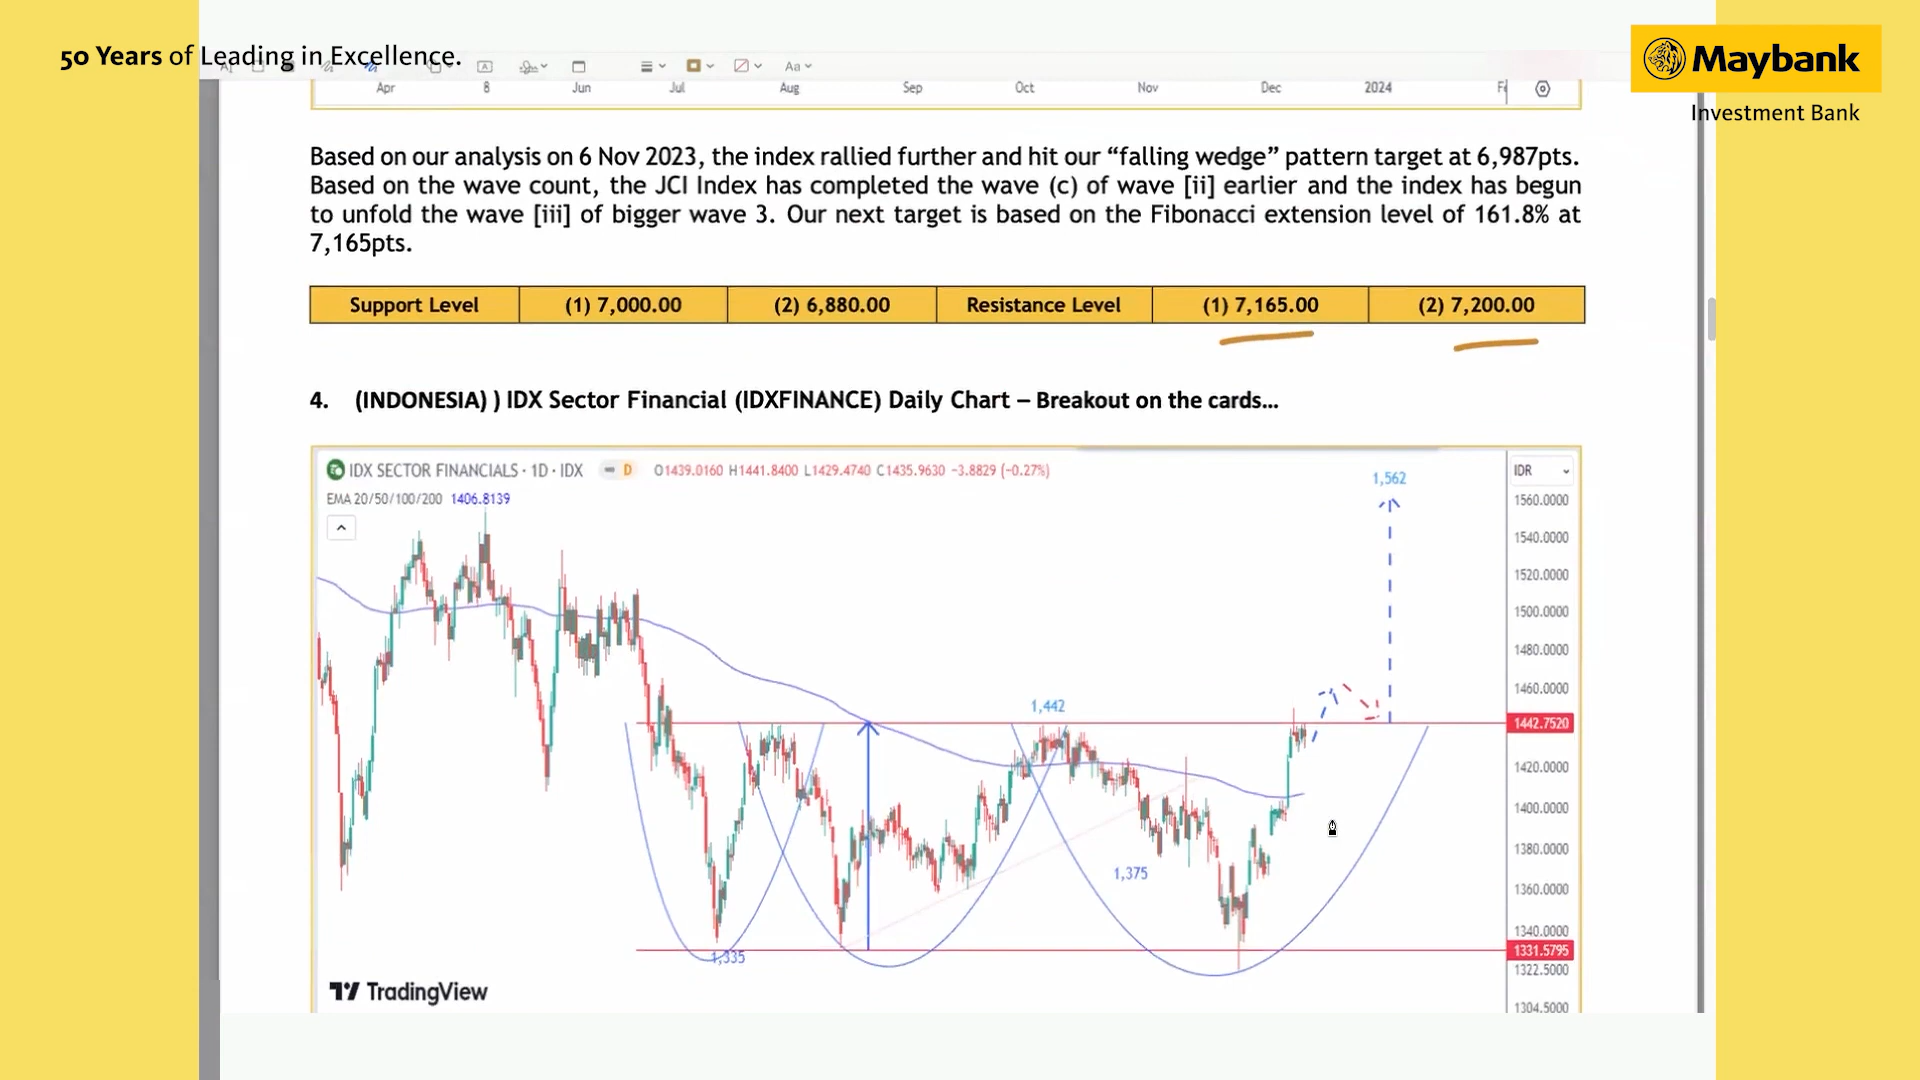 50 Years of Leading in Excellence.
Maybank
Investment Bank
Aa
Apr 8 Jun Jul Aug Sep Oct Nov Dec 2024
Based on our analysis on 6 Nov 2023, the index rallied further and hit our “falling wedge” pattern target at 6,987pts.
Based on the wave count, the JCI Index has completed the wave (c) of wave [ii] earlier and the index has begun
to unfold the wave [iii] of bigger wave 3. Our next target is based on the Fibonacci extension level of 161.8% at
7,165pts.
Support Level (1) 7,000.00 (2) 6,880.00 Resistance Level (1) 7,165.00 (2) 7,200.00
4. (INDONESIA) ) IDX Sector Financial (IDXFINANCE) Daily Chart – Breakout on the cards…
IDX SECTOR FINANCIALS · 1D · IDX D O1439.0160 H1441.8400 L1429.4740 C1435.9630 −3.8829 (−0.27%)
IDR
1,562
EMA 20/50/100/200 1406.8139
1560.0000
1540.0000
1520.0000
1500.0000
1480.0000
1460.0000
1,442
1442.7520
1420.0000
1400.0000
1380.0000
1,375
1360.0000
1340.0000
1331.5795
1,335
1322.5000
TradingView
1304.5000